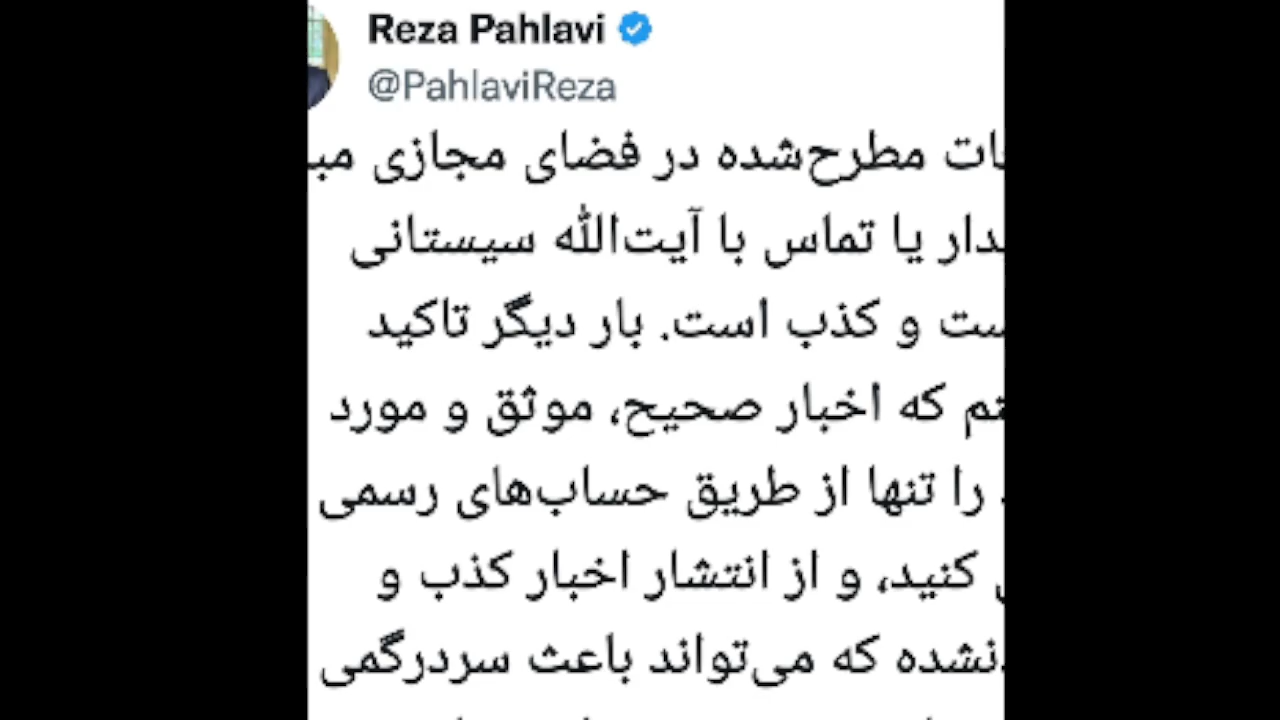 Reza Pahlavi
@PahlaviReza
مطرح‌شده در فضای مجازی
یا تماس با آیت‌الله سیستانی
و کذب است. بار دیگر تاکید
که اخبار صحیح، موثق و مورد
را تنها از طریق حساب‌های رسمی
کنید، و از انتشار اخبار کذب و
که می‌تواند باعث سردرگمی